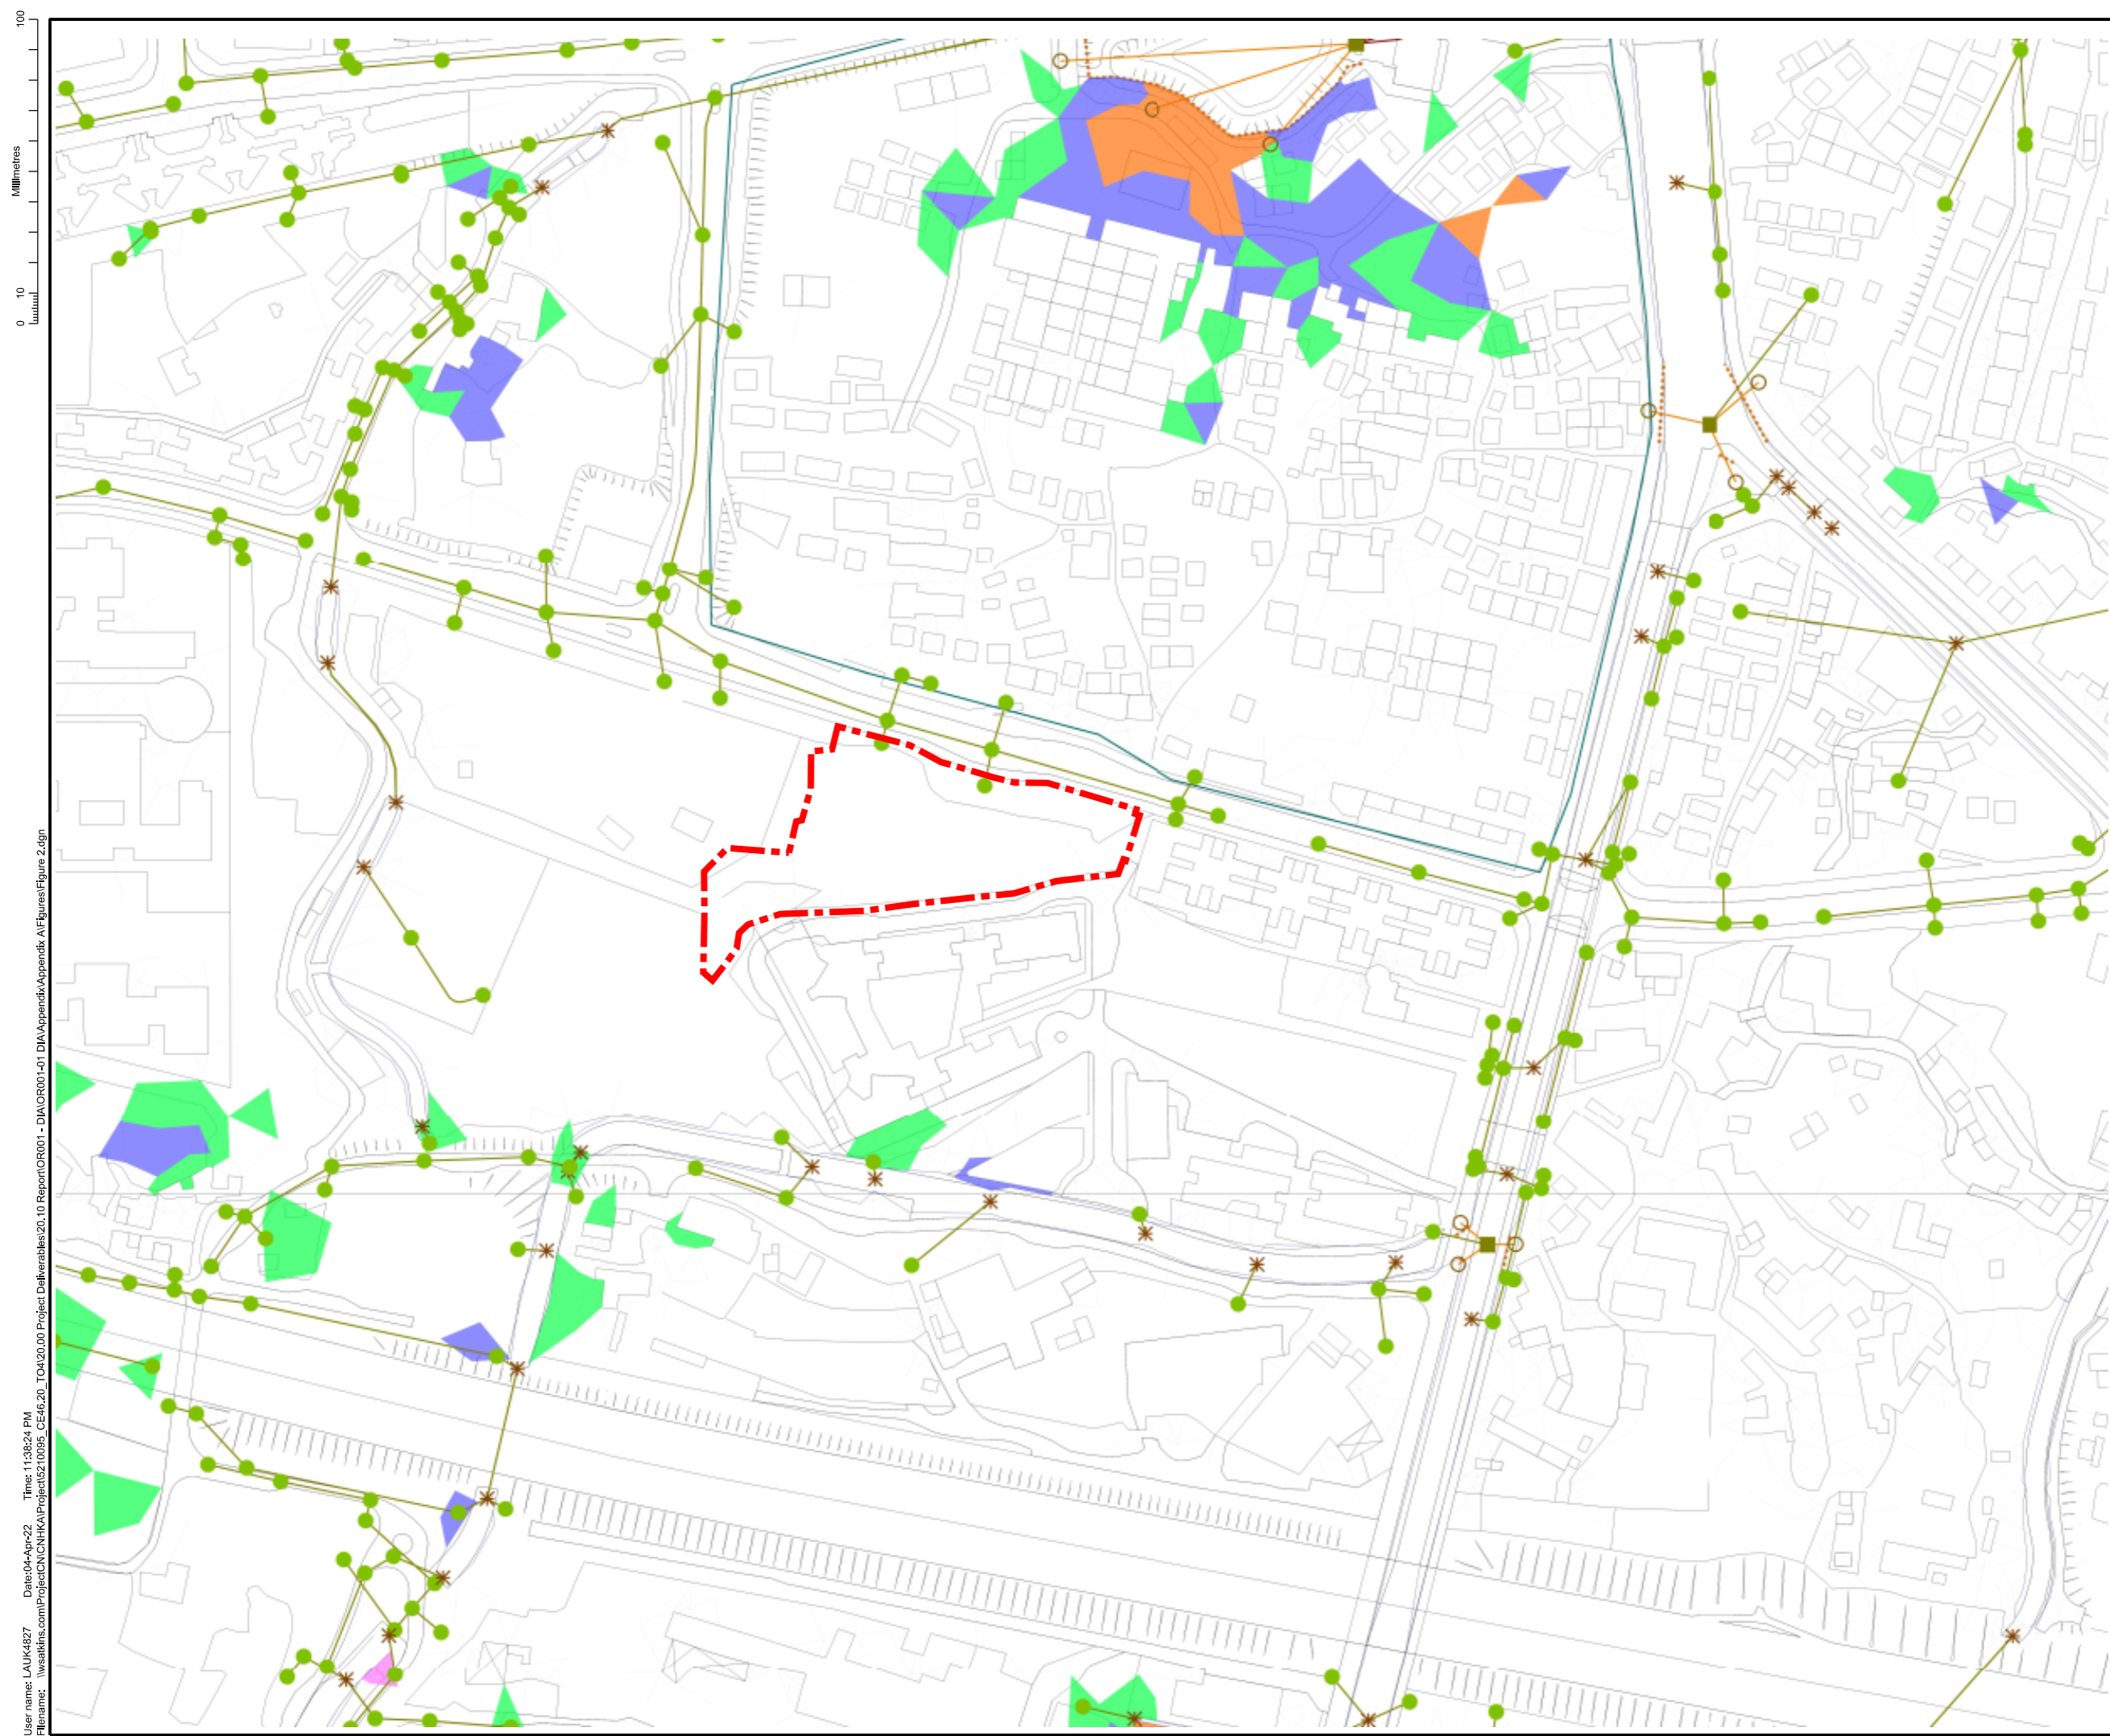 100
Millimetres
10
0
User name: LAUK4827 Date:04-Apr-22 Time: 11:38:24 PM
Filename: \\wsatkins.com\Project\CN\CNHKA\Project\5210095_CE46.20_TO4\20.00 Project Deliverables\20.10 Report\OR001 - DIA\OR001-01 DIA\Appendix\Appendix A\Figures\Figure 2.dgn